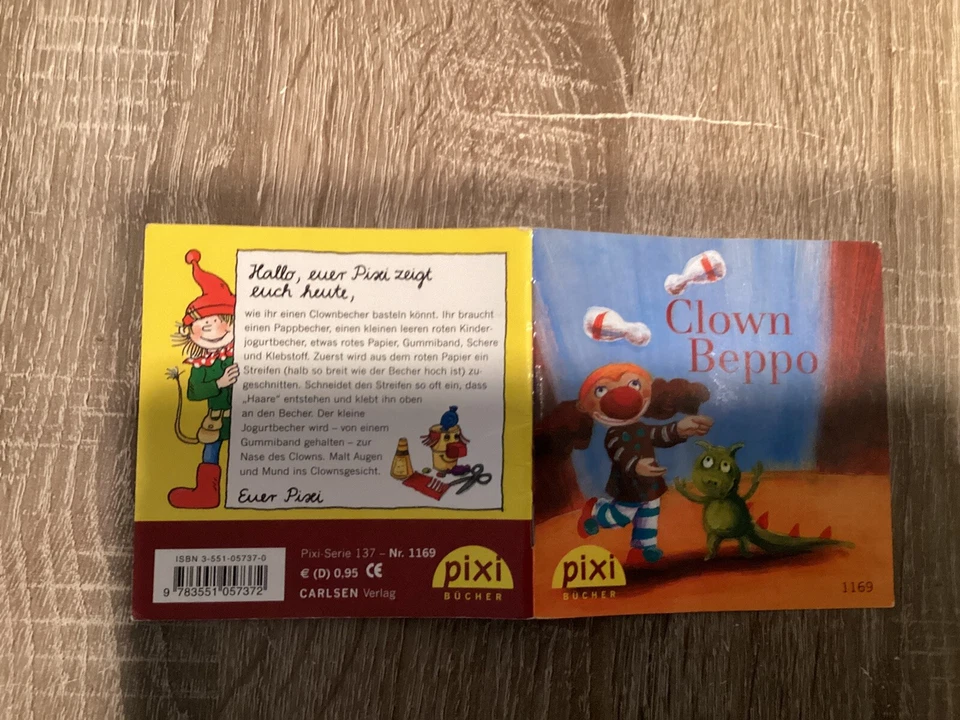 Hallo, euer Pixi zeigt
euch heute,
wie ihr einen Clownbecher basteln könnt. Ihr braucht
einen Pappbecher, einen kleinen leeren roten Kinder-
jogurtbecher, etwas rotes Papier, Gummiband, Schere
und Klebstoff. Zuerst wird aus dem roten Papier ein
Streifen (halb so breit wie der Becher hoch ist) zu-
geschnitten. Schneidet den Streifen so oft ein, dass
„Haare“ entstehen und klebt ihn oben
an den Becher. Der kleine
Jogurtbecher wird – von einem
Gummiband gehalten – zur
Nase des Clowns. Malt Augen
und Mund ins Clownsgesicht.
Euer Pixi
ISBN 3-551-05737-0
9 783551 057372
Pixi-Serie 137 – Nr. 1169
€ (D) 0.95 CE
CARLSEN Verlag
pixi
BÜCHER
Clown
Beppo
pixi
BÜCHER
1169